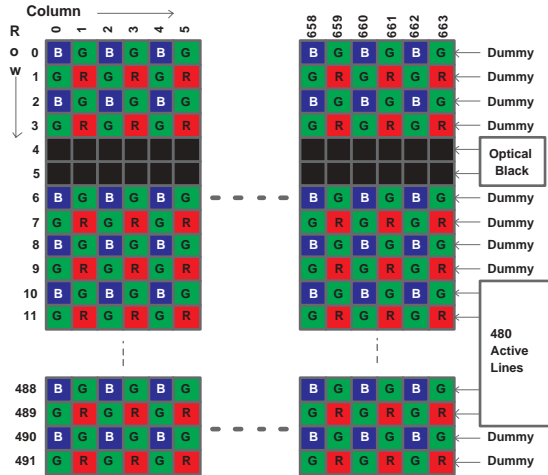 Column
Row
0 1 2 3 4 5 658 659 660 661 662 663
0 B G B G B G B G B G B G Dummy
1 G R G R G R G R G R G R Dummy
2 B G B G B G B G B G B G Dummy
3 G R G R G R G R G R G R Dummy
4
5
Optical
Black
6 B G B G B G B G B G B G Dummy
7 G R G R G R G R G R G R Dummy
8 B G B G B G B G B G B G Dummy
9 G R G R G R G R G R G R Dummy
10 B G B G B G B G B G B G
11 G R G R G R G R G R G R
480
Active
Lines
488 B G B G B G B G B G B G
489 G R G R G R G R G R G R
490 B G B G B G B G B G B G Dummy
491 G R G R G R G R G R G R Dummy